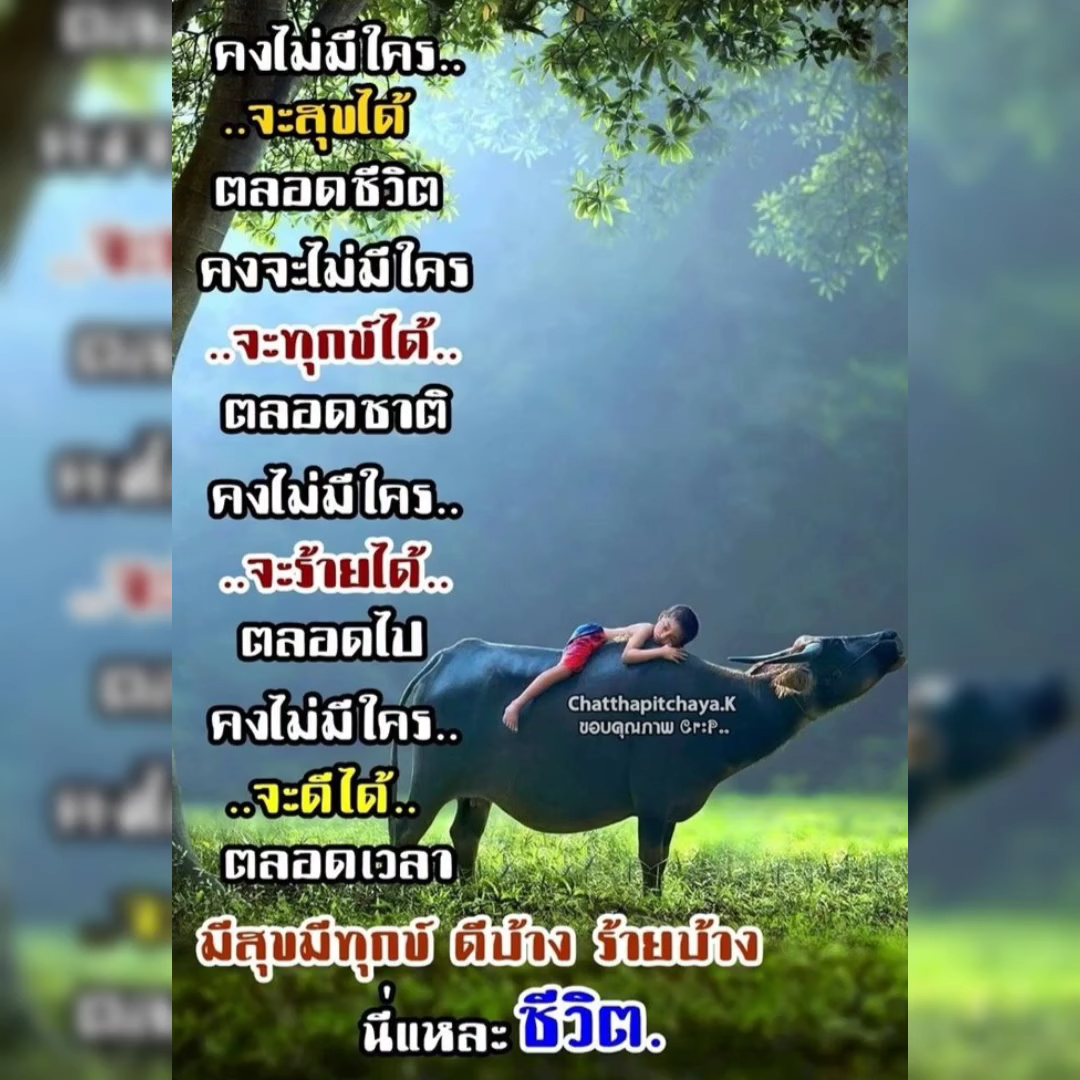 คงไม่มีใคร..
..จะสุขได้
ตลอดชีวิต
คงจะไม่มีใคร
..จะทุกข์ได้..
ตลอดชาติ
คงไม่มีใคร..
..จะร้ายได้..
ตลอดไป
คงไม่มีใคร..
..จะดีได้..
ตลอดเวลา
Chatthapitchaya.K
ขอบคุณภาพ Cr:P..
มีสุขมีทุกข์ ดีบ้าง ร้ายบ้าง
นี่แหละ ชีวิต.